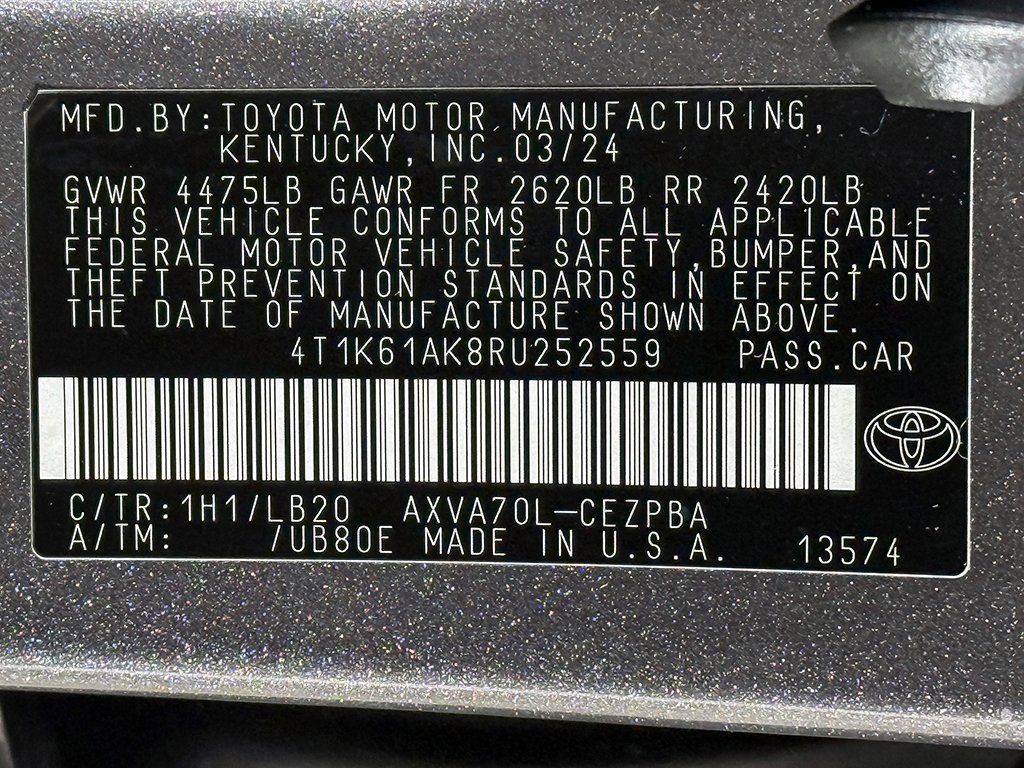 MFD.BY:TOYOTA MOTOR MANUFACTURING,
KENTUCKY,INC.03/24
GVWR 4475LB GAWR FR 2620LB RR 2420LB
THIS VEHICLE CONFORMS TO ALL APPLICABLE
FEDERAL MOTOR VEHICLE SAFETY,BUMPER,AND
THEFT PREVENTION STANDARDS IN EFFECT ON
THE DATE OF MANUFACTURE SHOWN ABOVE.
4T1K61AK8RU252559 PASS.CAR
C/TR:1H1/LB20 AXVA70L-CEZPBA
A/TM: /UB80E MADE IN U.S.A. 13574